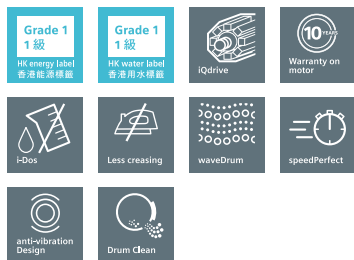 Grade 1
1 級
HK energy label
香港能源標籤
Grade 1
1 級
HK water label
香港用水標籤
iQdrive
10 YEARS
Warranty on
motor
i-Dos
Less creasing
waveDrum
speedPerfect
anti-vibration
Design
Drum Clean